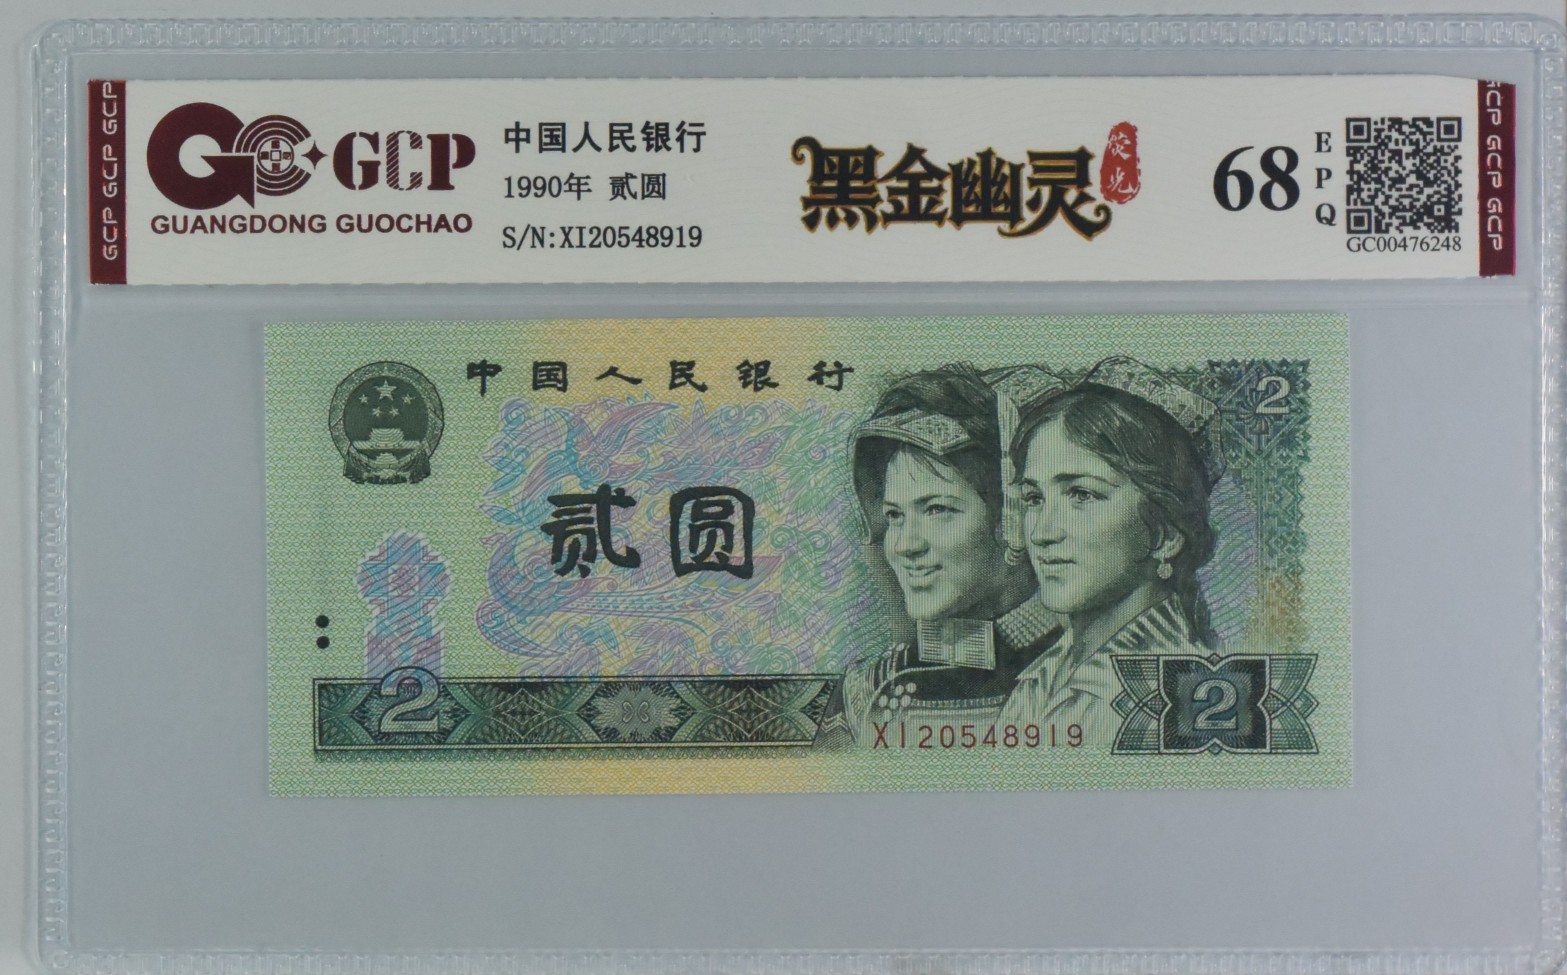 GCP GCP GCP
GCP
GUANGDONG GUOCHAO
中国人民银行
1990年 贰圆
S/N:XI20548919
黑金幽灵
荧光
68
EPQ
GC00476248
GCP GCP GCP
中国人民银行
2
贰圆
2
XI20548919
2